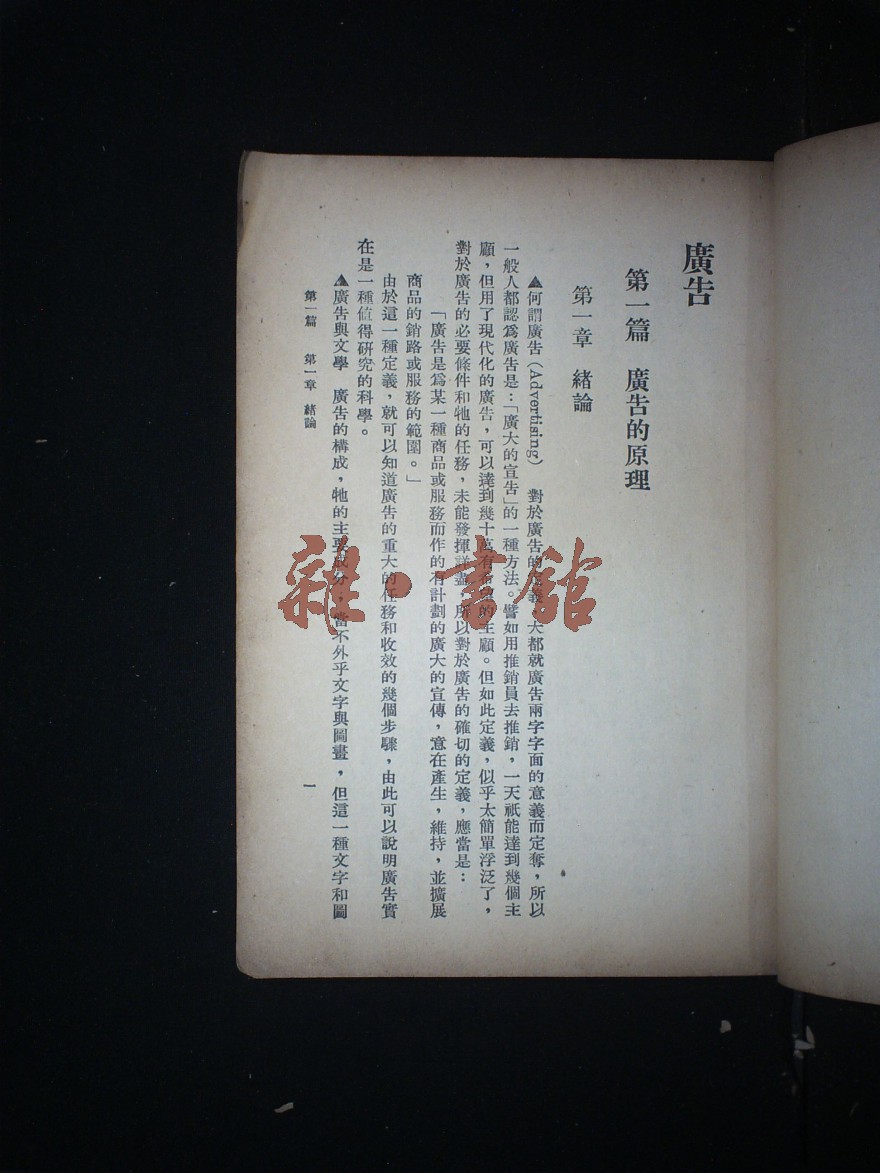 廣告
第一篇 廣告的原理
第一章 緒論
▲何謂廣告(Advertising) 對於廣告的定義,大都就廣告兩字字面的意義而定奪,所以
一般人都認爲廣告是:「廣大的宣告」的一種方法。譬如用推銷員去推銷,一天祇能達到幾個主
顧,但用了現代化的廣告,可以達到幾十萬有希望的主顧。但如此定義,似乎太簡單浮泛了,
對於廣告的必要條件和牠的任務,未能發揮詳盡,所以對於廣告的確切的定義,應當是:
「廣告是爲某一種商品或服務而作的有計劃的廣大的宣傳,意在產生,維持,並擴展
商品的銷路或服務的範圍。」
由於這一種定義,就可以知道廣告的重大的任務和收效的幾個步驟,由此可以說明廣告實
在是一種值得研究的科學。
▲廣告與文學 廣告的構成,牠的主要成分,當不外乎文字與圖畫,但這一種文字和圖
第一篇 第一章 緒論
一
雜·書館